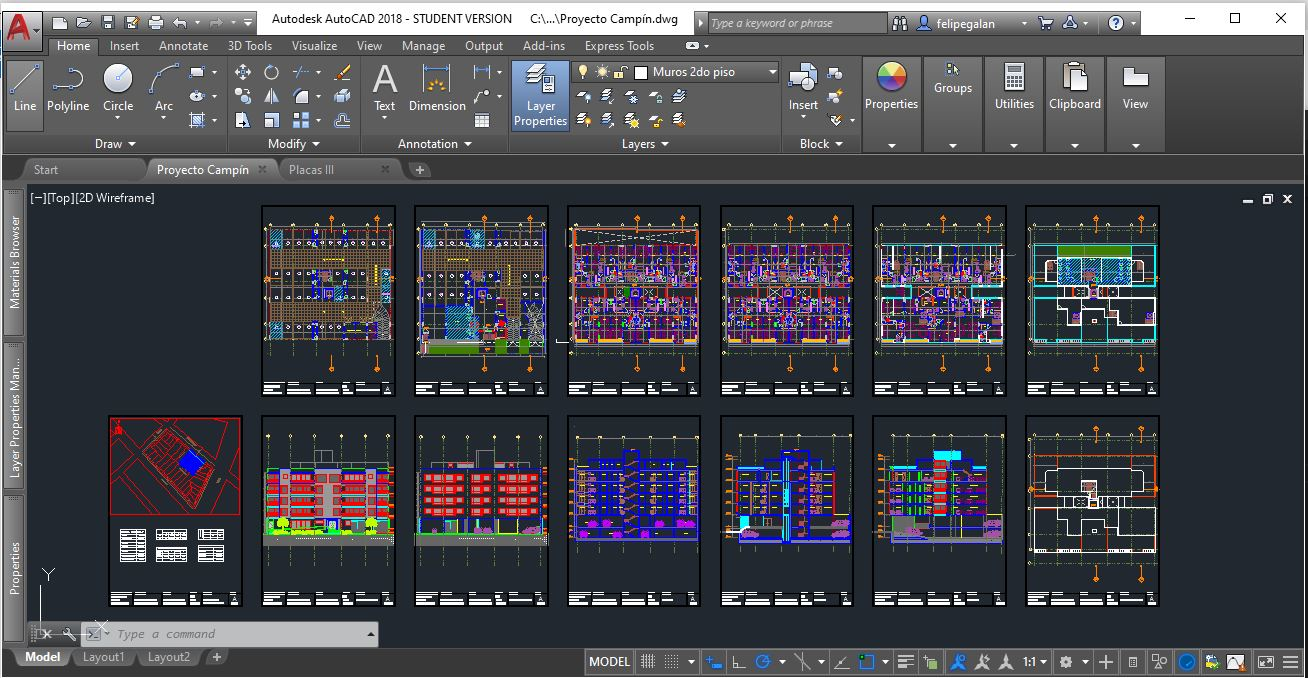 Autodesk AutoCAD 2018 - STUDENT VERSION C:\...\Proyecto Campín.dwg Type a keyword or phrase felipegalan
Home Insert Annotate 3D Tools Visualize View Manage Output Add-ins Express Tools
Muros 2do piso
Line Polyline Circle Arc Text Dimension Layer Properties Insert Properties Groups Utilities Clipboard View
Draw Modify Annotation Layers Block
Start Proyecto Campín Placas III
[−][Top][2D Wireframe]
Materials Browser
Layer Properties Man...
Properties
Y
X
Type a command
Model Layout1 Layout2
MODEL 1:1